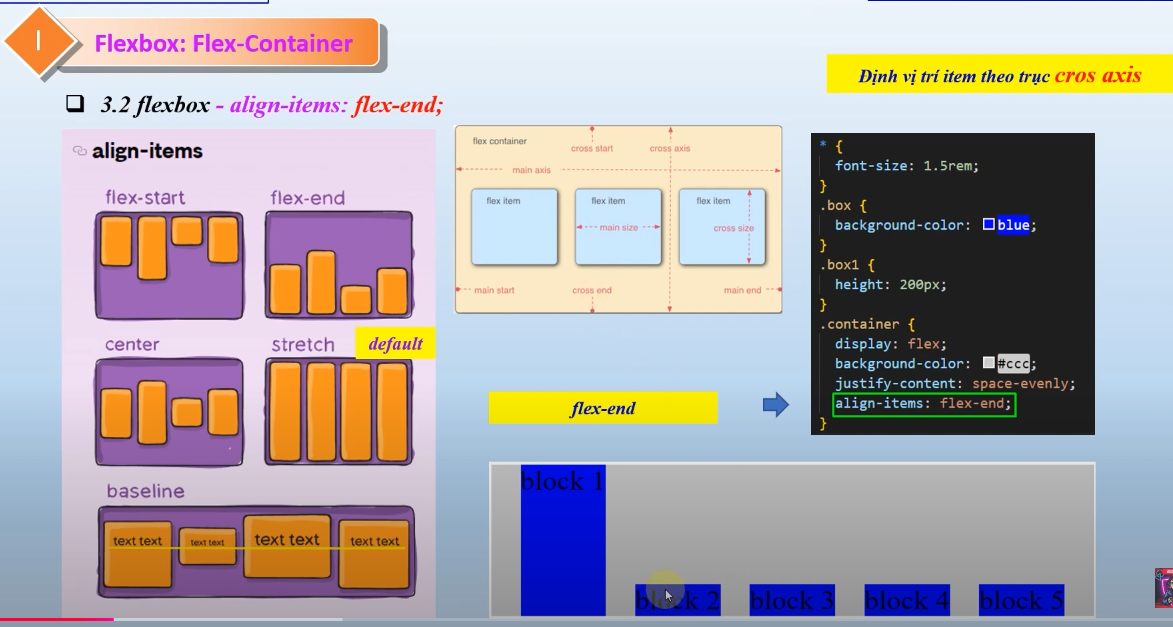 I
Flexbox: Flex-Container
Định vị trí item theo trục cros axis
3.2 flexbox - align-items: flex-end;
align-items
flex-start
flex-end
center
stretch
default
baseline
text text
text text
text text
text text
flex container
cross start
cross axis
main axis
flex item
flex item
flex item
main size
cross size
main start
cross end
main end
flex-end
* {
font-size: 1.5rem;
}
.box {
background-color: blue;
}
.box1 {
height: 200px;
}
.container {
display: flex;
background-color: #ccc;
justify-content: space-evenly;
align-items: flex-end;
}
block 1
block 2
block 3
block 4
block 5